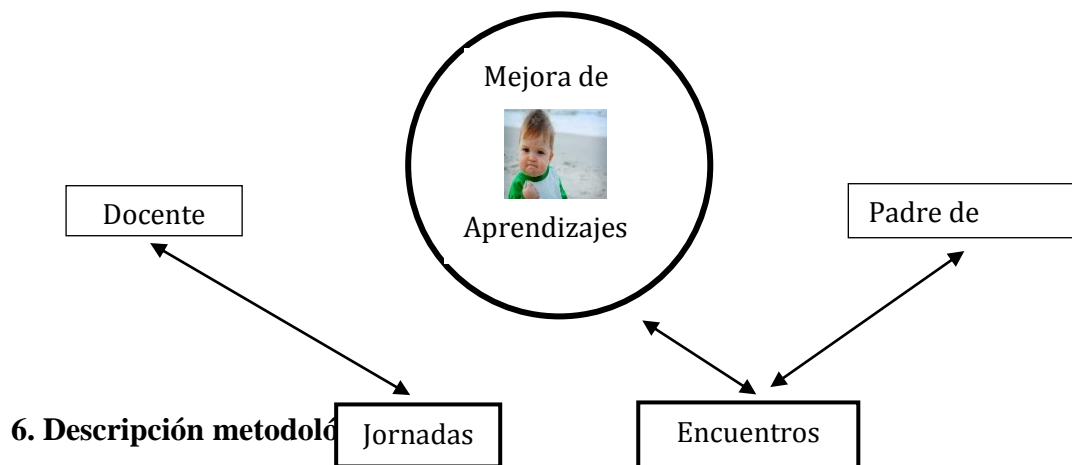 Mejora de
Aprendizajes
Docente
Padre de
6. Descripción metodoló
Jornadas
Encuentros